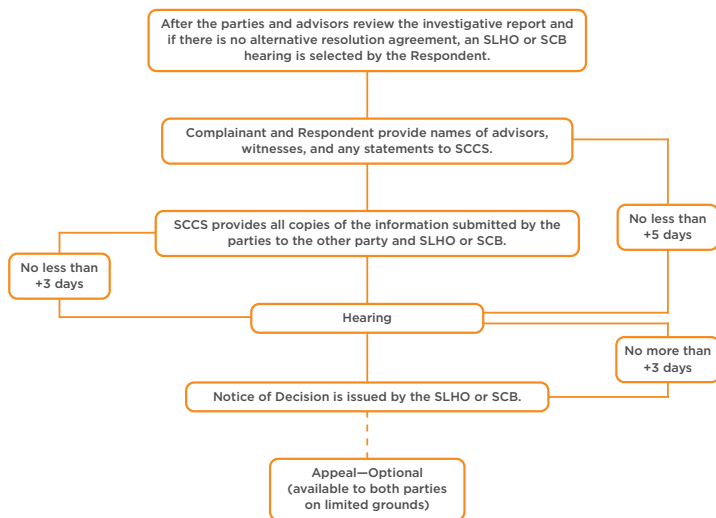 After the parties and advisors review the investigative report and
if there is no alternative resolution agreement, an SLHO or SCB
hearing is selected by the Respondent.
Complainant and Respondent provide names of advisors,
witnesses, and any statements to SCCS.
No less than
+5 days
SCCS provides all copies of the information submitted by the
parties to the other party and SLHO or SCB.
No less than
+3 days
Hearing
No more than
+3 days
Notice of Decision is issued by the SLHO or SCB.
Appeal—Optional
(available to both parties
on limited grounds)